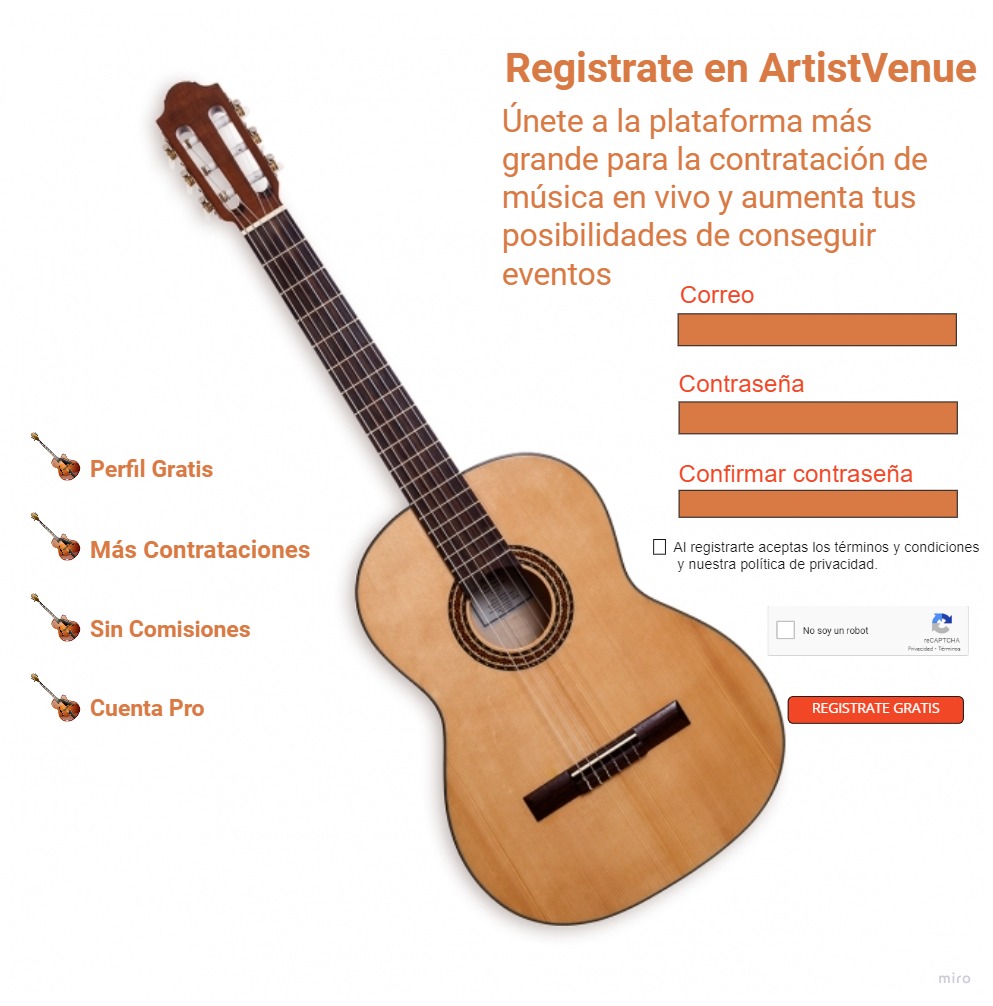 Registrate en ArtistVenue
Únete a la plataforma más
grande para la contratación de
música en vivo y aumenta tus
posibilidades de conseguir
eventos
Correo
Contraseña
Confirmar contraseña
Al registrarte aceptas los términos y condiciones
y nuestra política de privacidad.
No soy un robot
reCAPTCHA
Privacidad • Términos
REGISTRATE GRATIS
Perfil Gratis
Más Contrataciones
Sin Comisiones
Cuenta Pro
miro